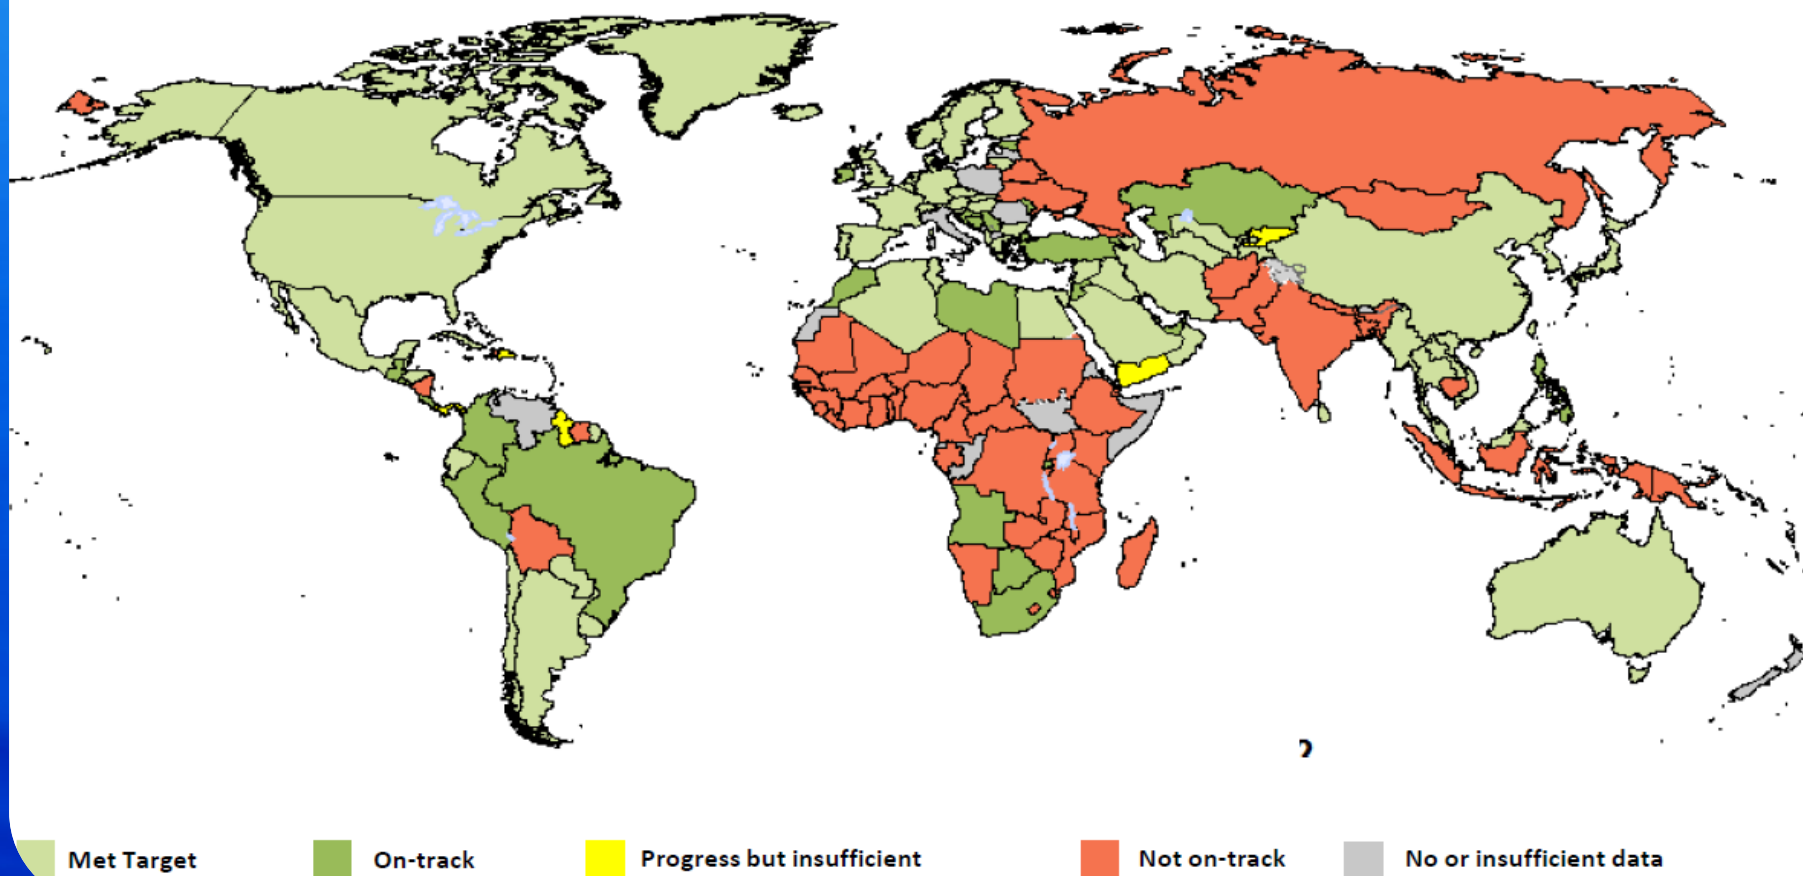 ?
Met Target
On-track
Progress but insufficient
Not on-track
No or insufficient data